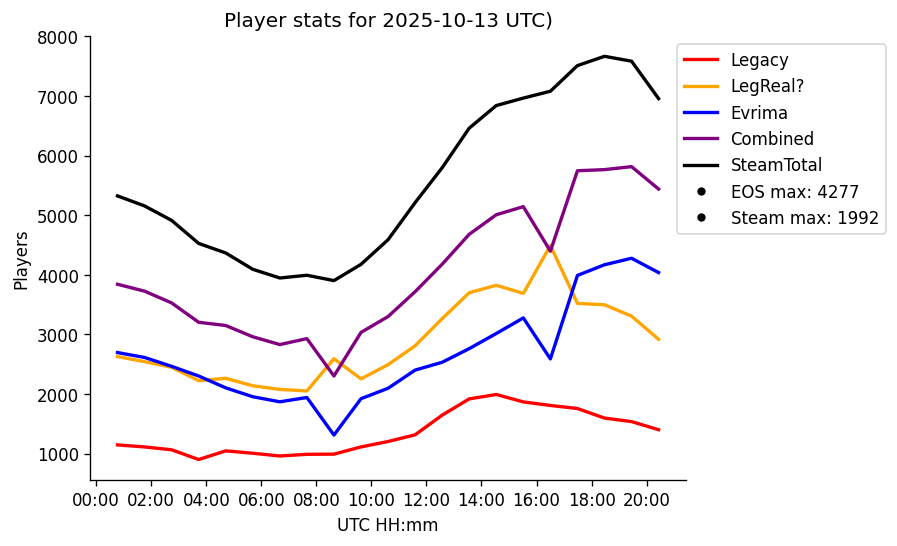 Player stats for 2025-10-13 UTC)
8000
7000
6000
5000
4000
3000
2000
1000
Players
00:00 02:00 04:00 06:00 08:00 10:00 12:00 14:00 16:00 18:00 20:00
UTC HH:mm
Legacy
LegReal?
Evrima
Combined
SteamTotal
EOS max: 4277
Steam max: 1992